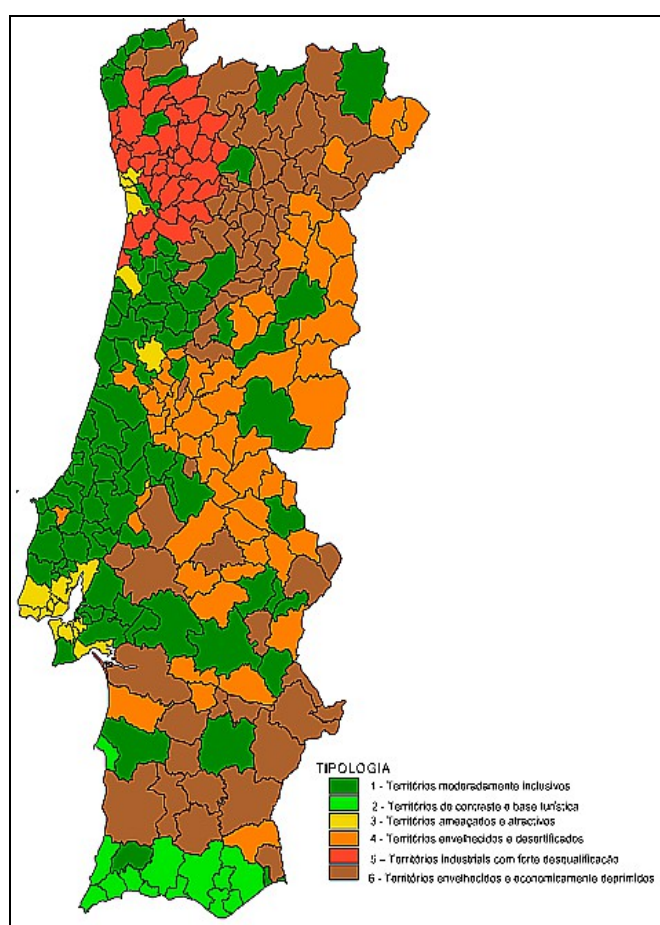 TIPOLOGIA
1 - Territórios moderadamente inclusivos
2 - Territórios de contraste e base turística
3 - Territórios ameaçados e atractivos
4 - Territórios envelhecidos e desertificados
5 – Territórios industriais com forte desqualificação
6 - Territórios envelhecidos e economicamente deprimidos